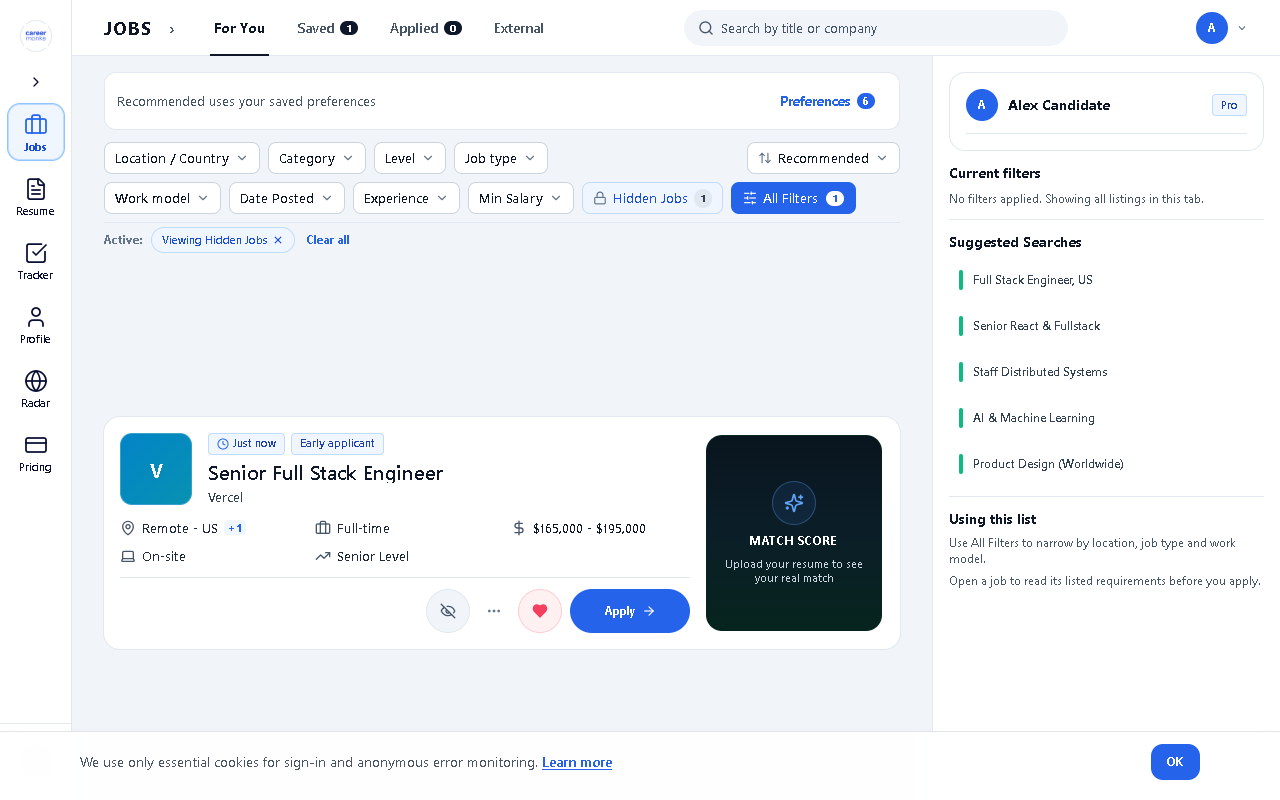 career
monke
JOBS
For You
Saved 1
Applied 0
External
Search by title or company
A
Jobs
Resume
Tracker
Profile
Radar
Pricing
Recommended uses your saved preferences
Preferences 6
Location / Country
Category
Level
Job type
Recommended
Work model
Date Posted
Experience
Min Salary
Hidden Jobs 1
All Filters 1
Active:
Viewing Hidden Jobs ×
Clear all
V
Just now
Early applicant
Senior Full Stack Engineer
Vercel
Remote - US +1
Full-time
$165,000 - $195,000
On-site
Senior Level
Apply
MATCH SCORE
Upload your resume to see
your real match
A
Alex Candidate
Pro
Current filters
No filters applied. Showing all listings in this tab.
Suggested Searches
Full Stack Engineer, US
Senior React & Fullstack
Staff Distributed Systems
AI & Machine Learning
Product Design (Worldwide)
Using this list
Use All Filters to narrow by location, job type and work
model.
Open a job to read its listed requirements before you apply.
We use only essential cookies for sign-in and anonymous error monitoring. Learn more
OK